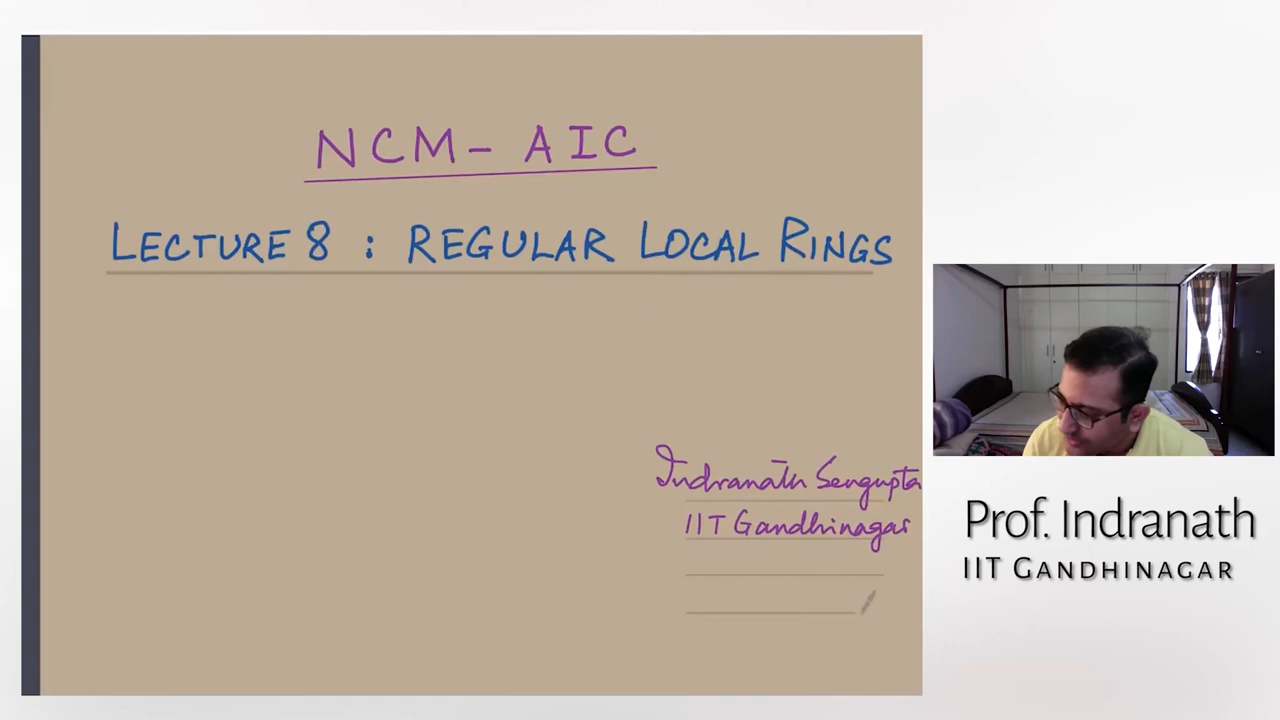 NCM - AIC
LECTURE 8 : REGULAR LOCAL RINGS
Indranath Sengupta
IIT Gandhinagar
Prof. Indranath
IIT GANDHINAGAR